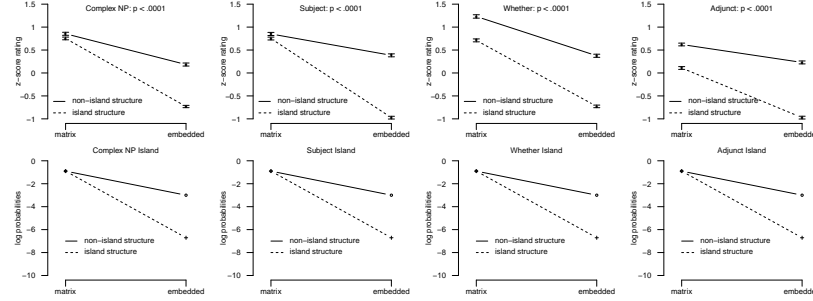 Complex NP: p < .0001
z−score rating
1.5
1
0.5
0
−0.5
−1
non−island structure
island structure
matrix
embedded
Subject: p < .0001
z−score rating
1.5
1
0.5
0
−0.5
−1
non−island structure
island structure
matrix
embedded
Whether: p < .0001
z−score rating
1.5
1
0.5
0
−0.5
−1
non−island structure
island structure
matrix
embedded
Adjunct: p < .0001
z−score rating
1.5
1
0.5
0
−0.5
−1
non−island structure
island structure
matrix
embedded
Complex NP Island
log probabilities
0
−2
−4
−6
−8
−10
non−island structure
island structure
matrix
embedded
Subject Island
log probabilities
0
−2
−4
−6
−8
−10
non−island structure
island structure
matrix
embedded
Whether Island
log probabilities
0
−2
−4
−6
−8
−10
non−island structure
island structure
matrix
embedded
Adjunct Island
log probabilities
0
−2
−4
−6
−8
−10
non−island structure
island structure
matrix
embedded